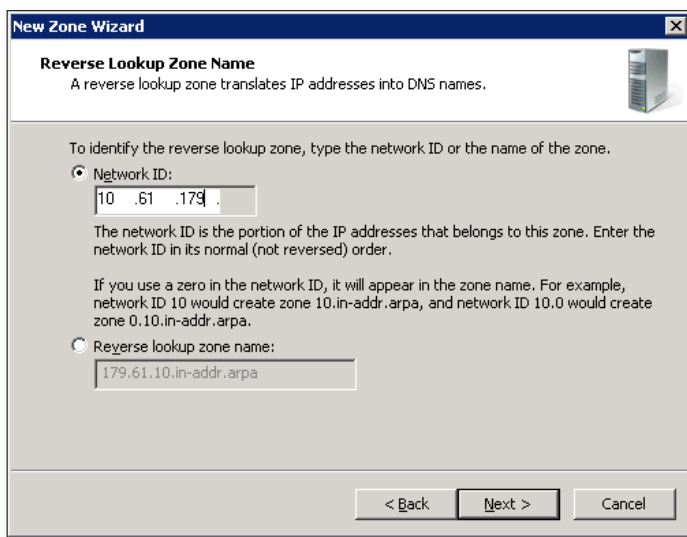 New Zone Wizard
Reverse Lookup Zone Name
A reverse lookup zone translates IP addresses into DNS names.
To identify the reverse lookup zone, type the network ID or the name of the zone.
Network ID:
10 .61 .179 .
The network ID is the portion of the IP addresses that belongs to this zone. Enter the
network ID in its normal (not reversed) order.
If you use a zero in the network ID, it will appear in the zone name. For example,
network ID 10 would create zone 10.in-addr.arpa, and network ID 10.0 would create
zone 0.10.in-addr.arpa.
Reverse lookup zone name:
179.61.10.in-addr.arpa
< Back Next > Cancel